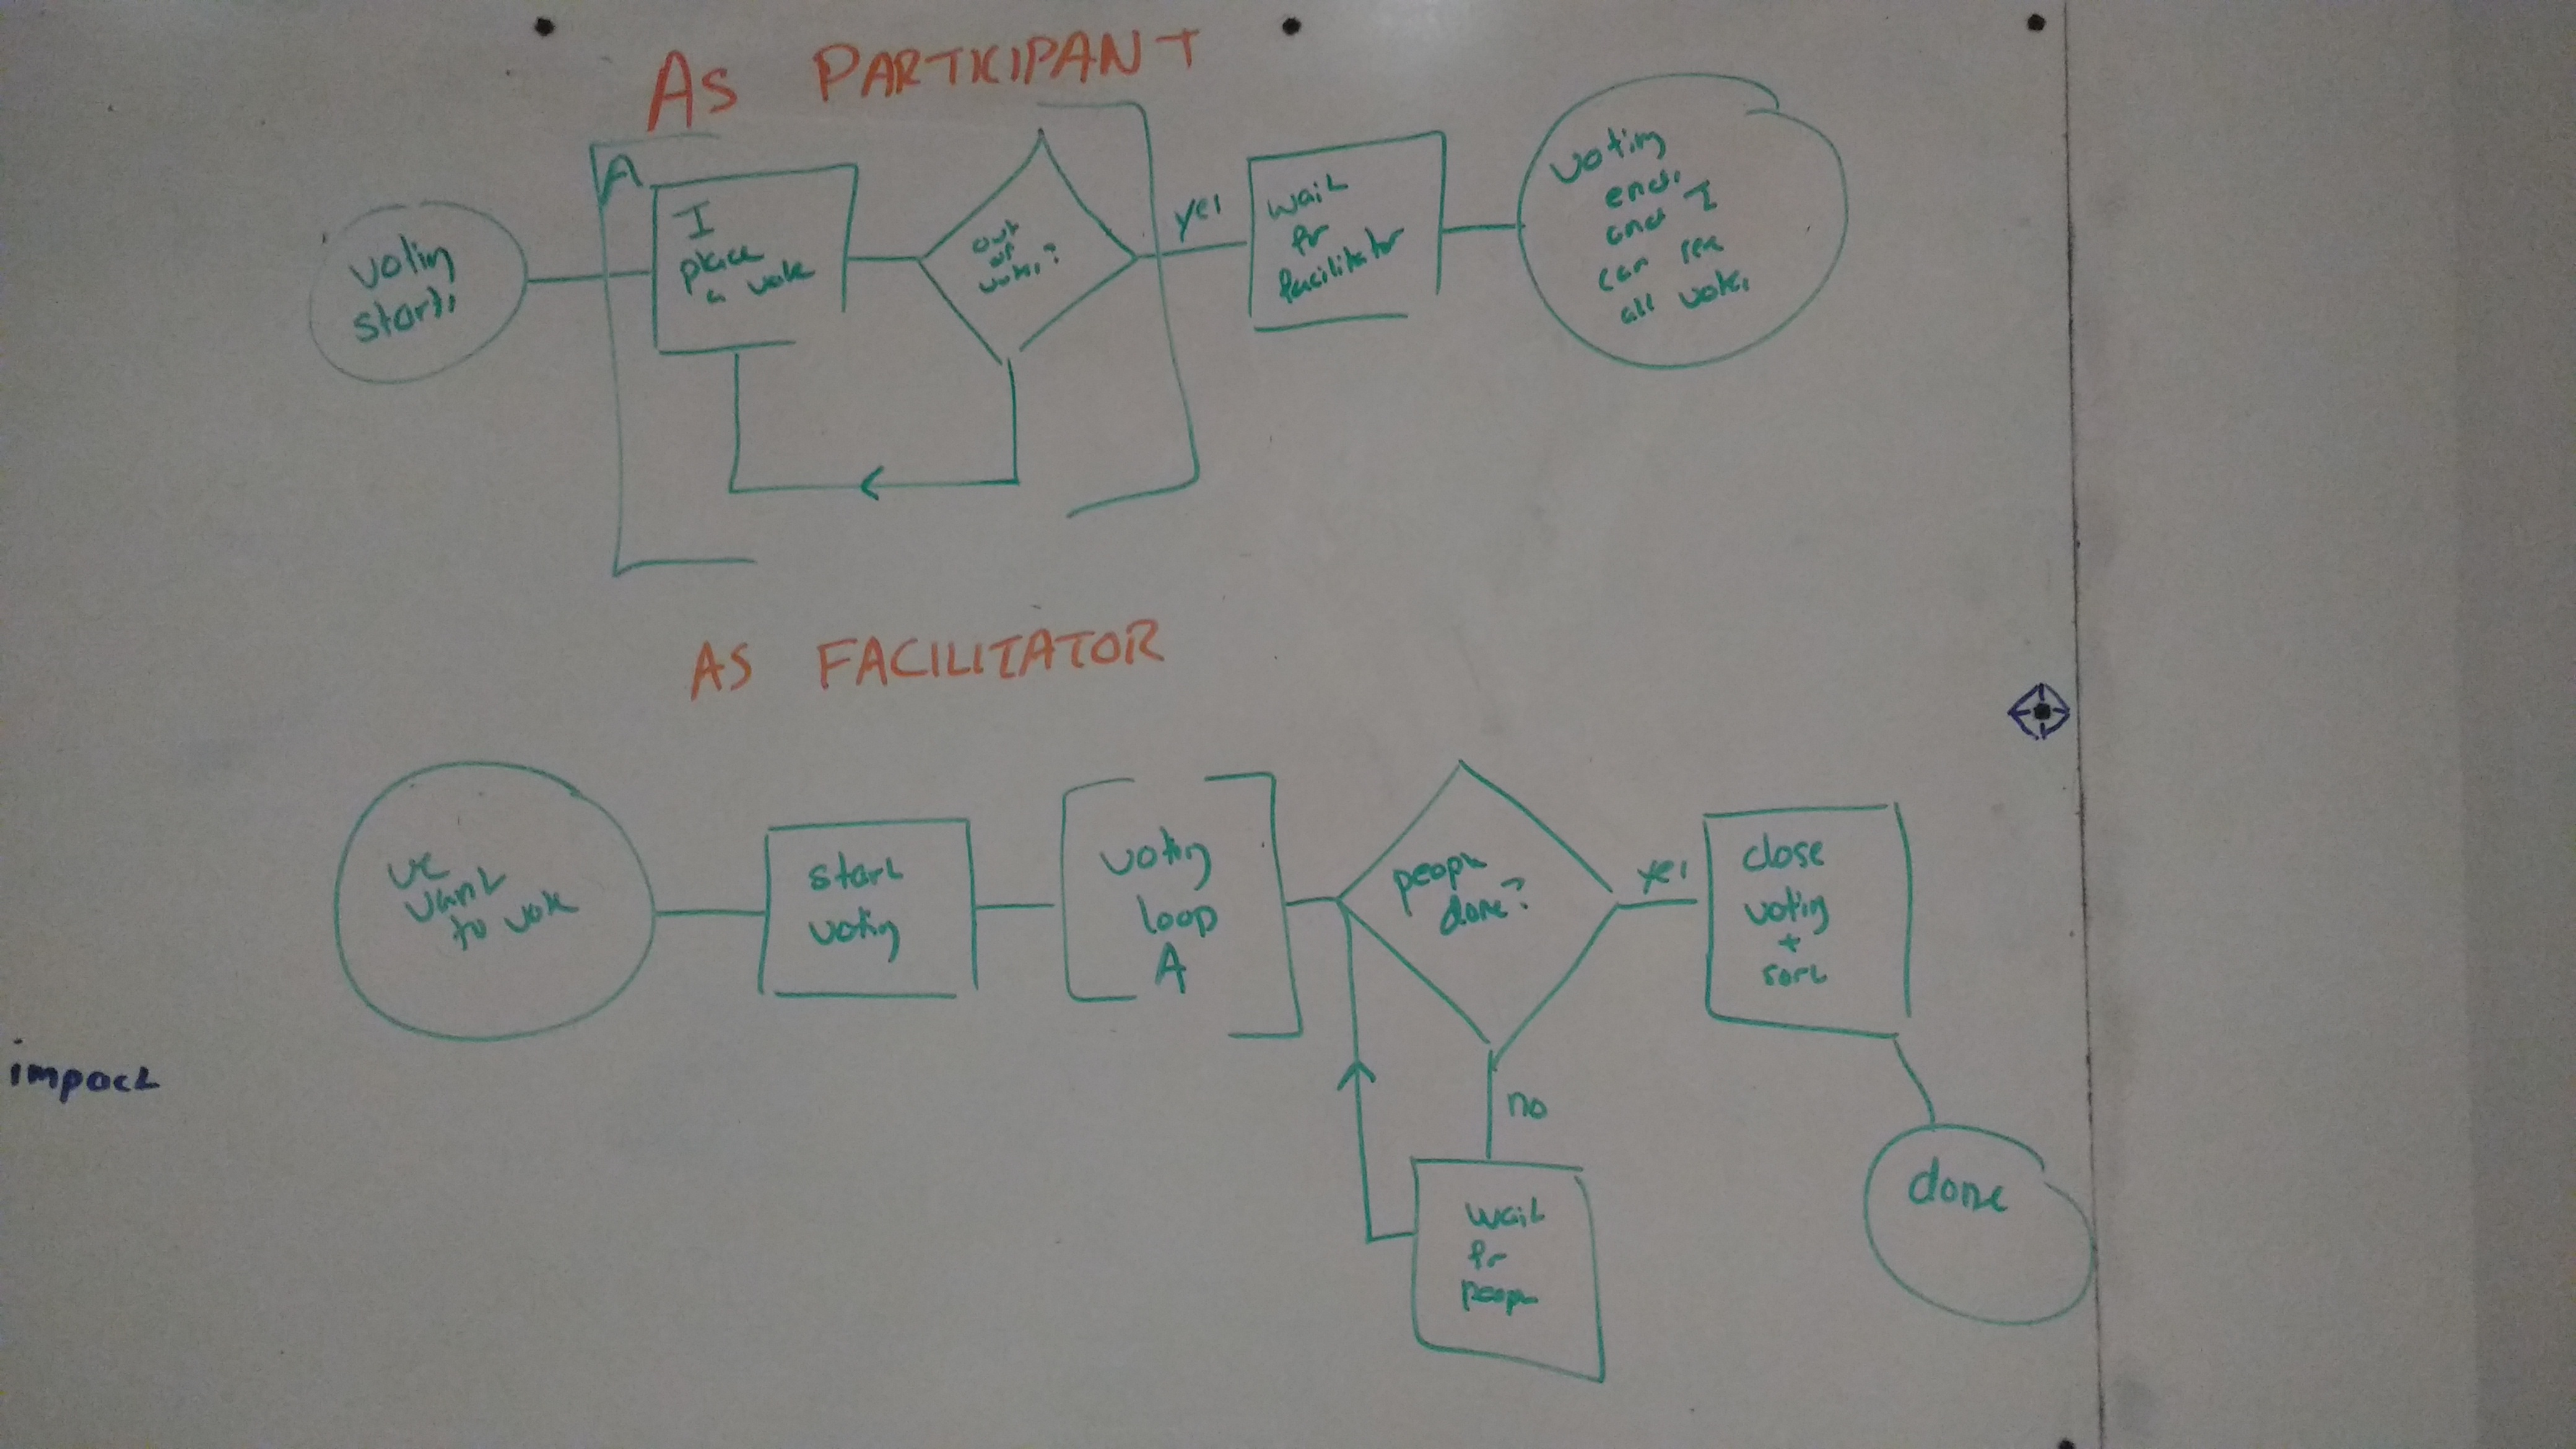 AS PARTICIPANT
voting
starts
A
I
place
a vote
out
of
votes?
yes
wait
for
facilitator
voting
ends
and I
can see
all votes
AS FACILITATOR
we
want
to vote
start
voting
voting
loop
A
people
done?
yes
close
voting
+
sort
no
wait
for
people
done
impact